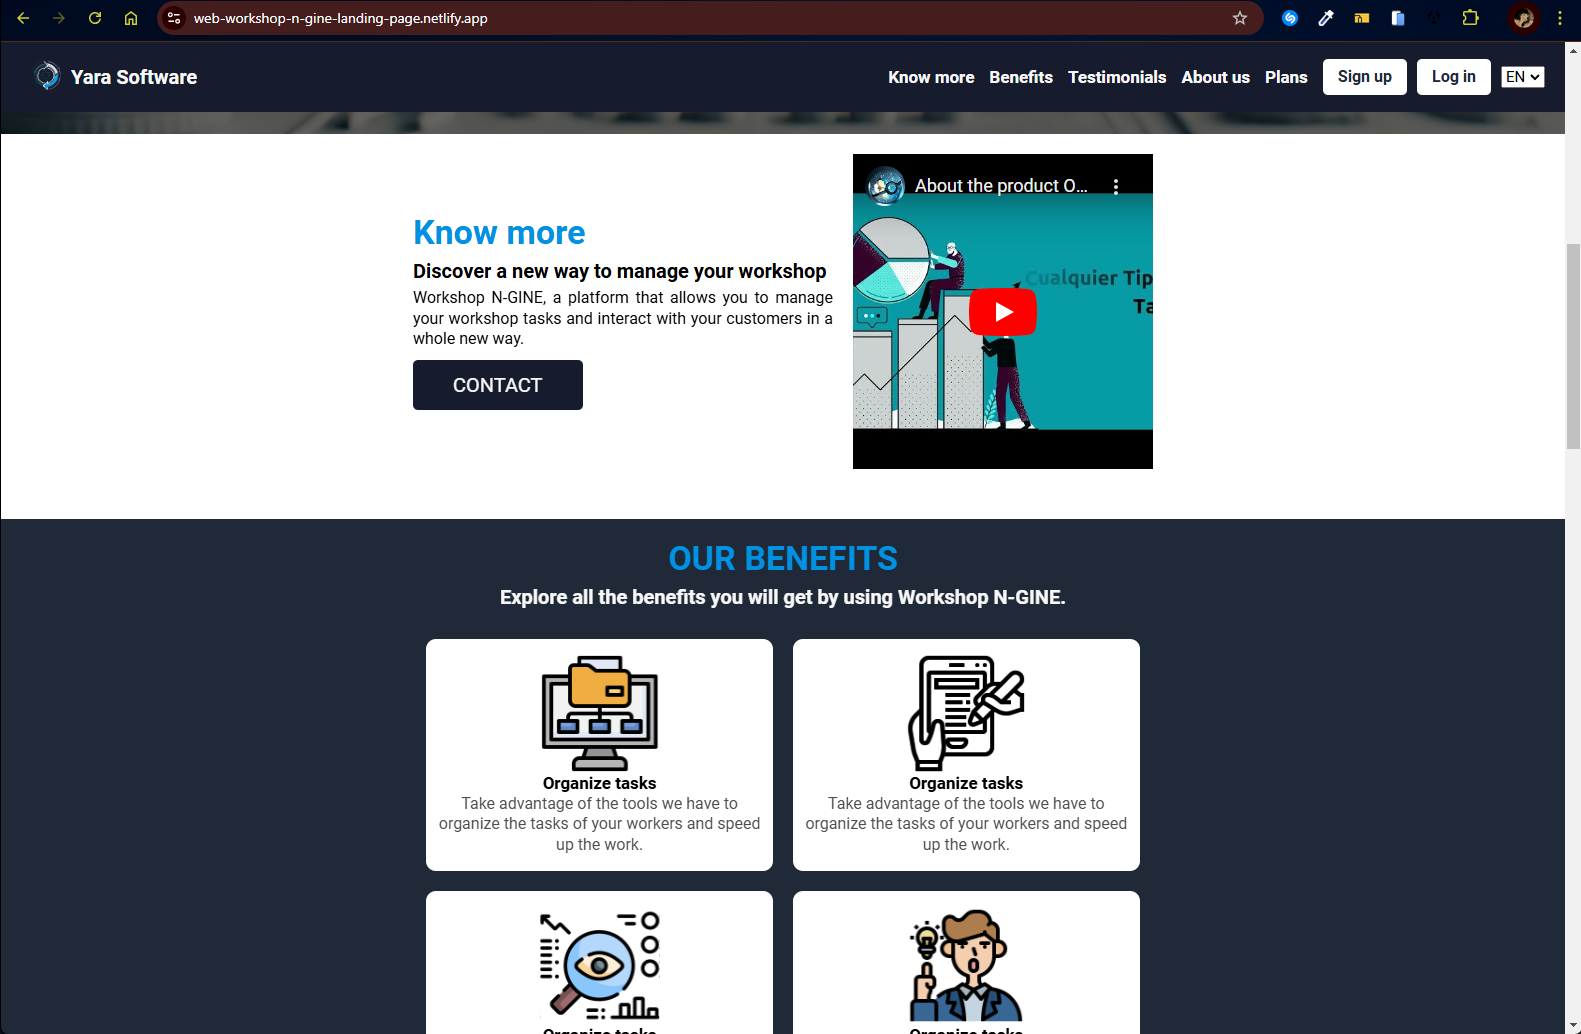 web-workshop-n-gine-landing-page.netlify.app
Yara Software
Know more Benefits Testimonials About us Plans Sign up Log in EN
Know more
Discover a new way to manage your workshop
Workshop N-GINE, a platform that allows you to manage
your workshop tasks and interact with your customers in a
whole new way.
CONTACT
About the product O...
Cualquier Tip
Ta
OUR BENEFITS
Explore all the benefits you will get by using Workshop N-GINE.
Organize tasks
Take advantage of the tools we have to
organize the tasks of your workers and speed
up the work.
Organize tasks
Take advantage of the tools we have to
organize the tasks of your workers and speed
up the work.
Organize tasks
Organize tasks